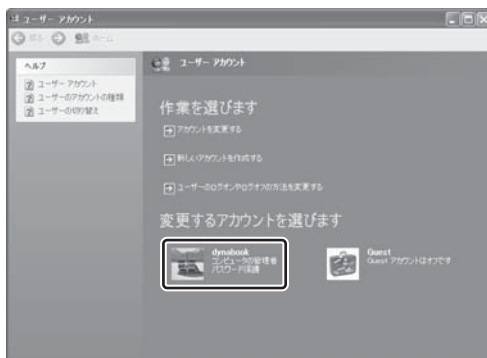 ユーザー アカウント
戻る
ホーム
ヘルプ
ユーザー アカウント
ユーザーのアカウントの種類
ユーザーの切り替え
ユーザー アカウント
作業を選びます
アカウントを変更する
新しいアカウントを作成する
ユーザーのログオンやログオフの方法を変更する
変更するアカウントを選びます
dynabook
コンピュータの管理者
パスワード保護
Guest
Guest アカウントはオフです